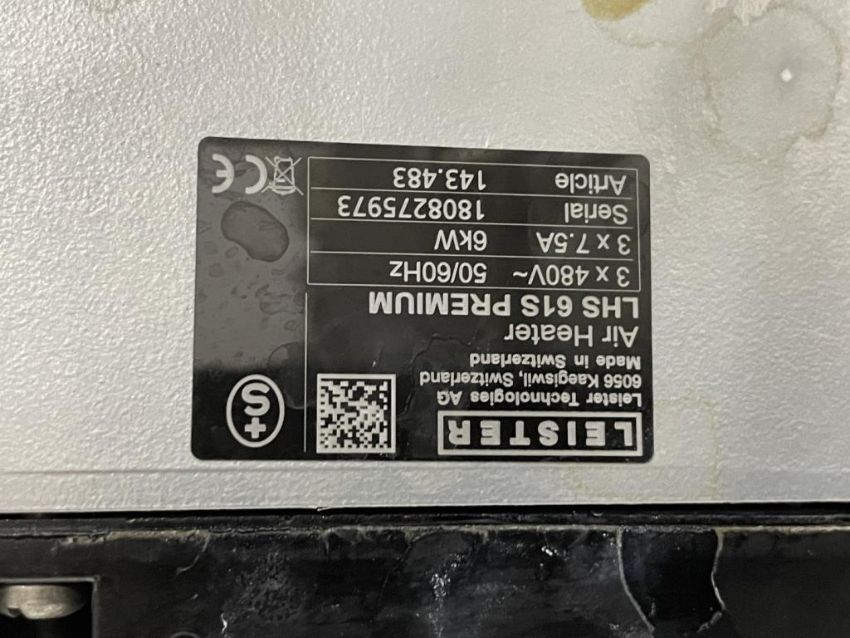 LEISTER
Leister Technologies AG
6056 Kaegiswil, Switzerland
Made in Switzerland
Air Heater
LHS 61S PREMIUM
3 x 480V~ 50/60Hz
3 x 7.5A 6kW
Serial 1808275973
Article 143.483
+S
CE